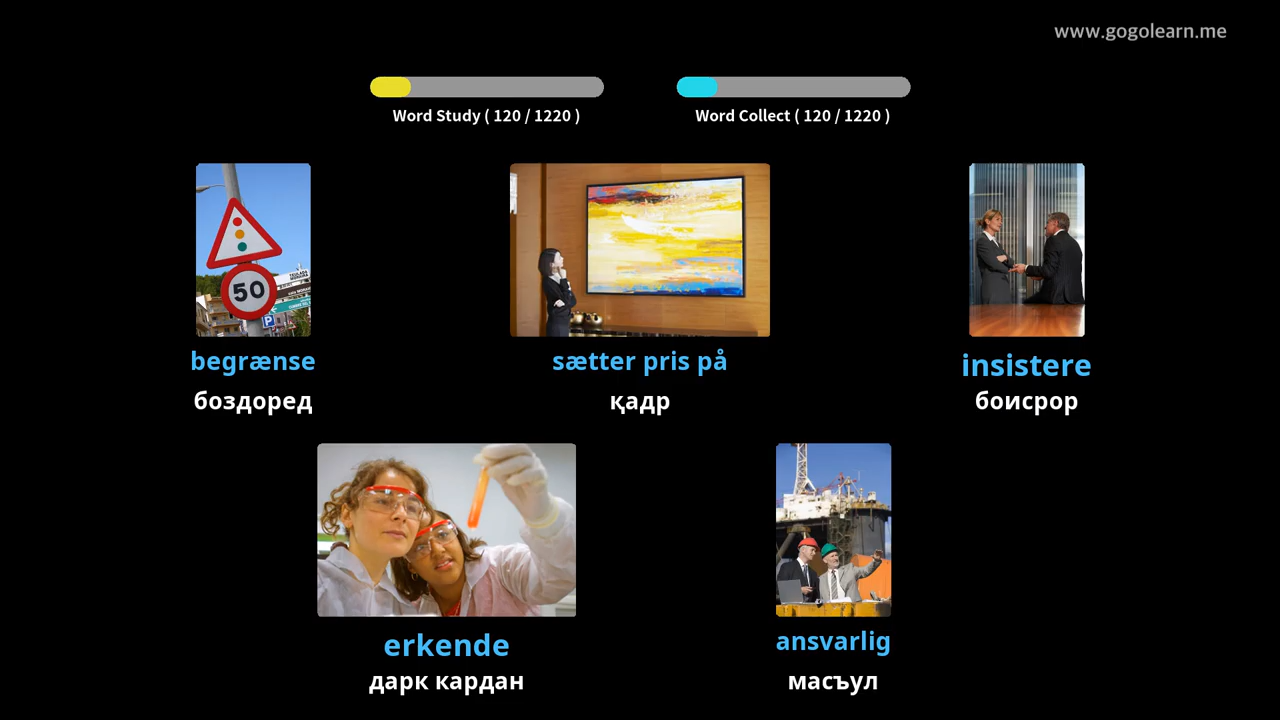 www.gogolearn.me
Word Study ( 120 / 1220 )
Word Collect ( 120 / 1220 )
50
P
begrænse
боздоред
sætter pris på
қадр
insistere
боисрор
erkende
дарк кардан
ansvarlig
масъул